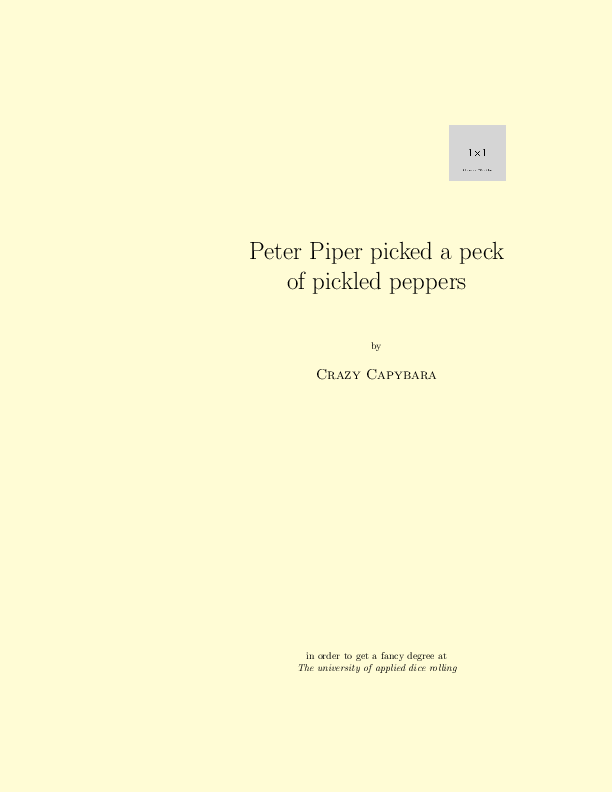 1×1
Peter Piper picked a peck
of pickled peppers
by
Crazy Capybara
in order to get a fancy degree at
The university of applied dice rolling